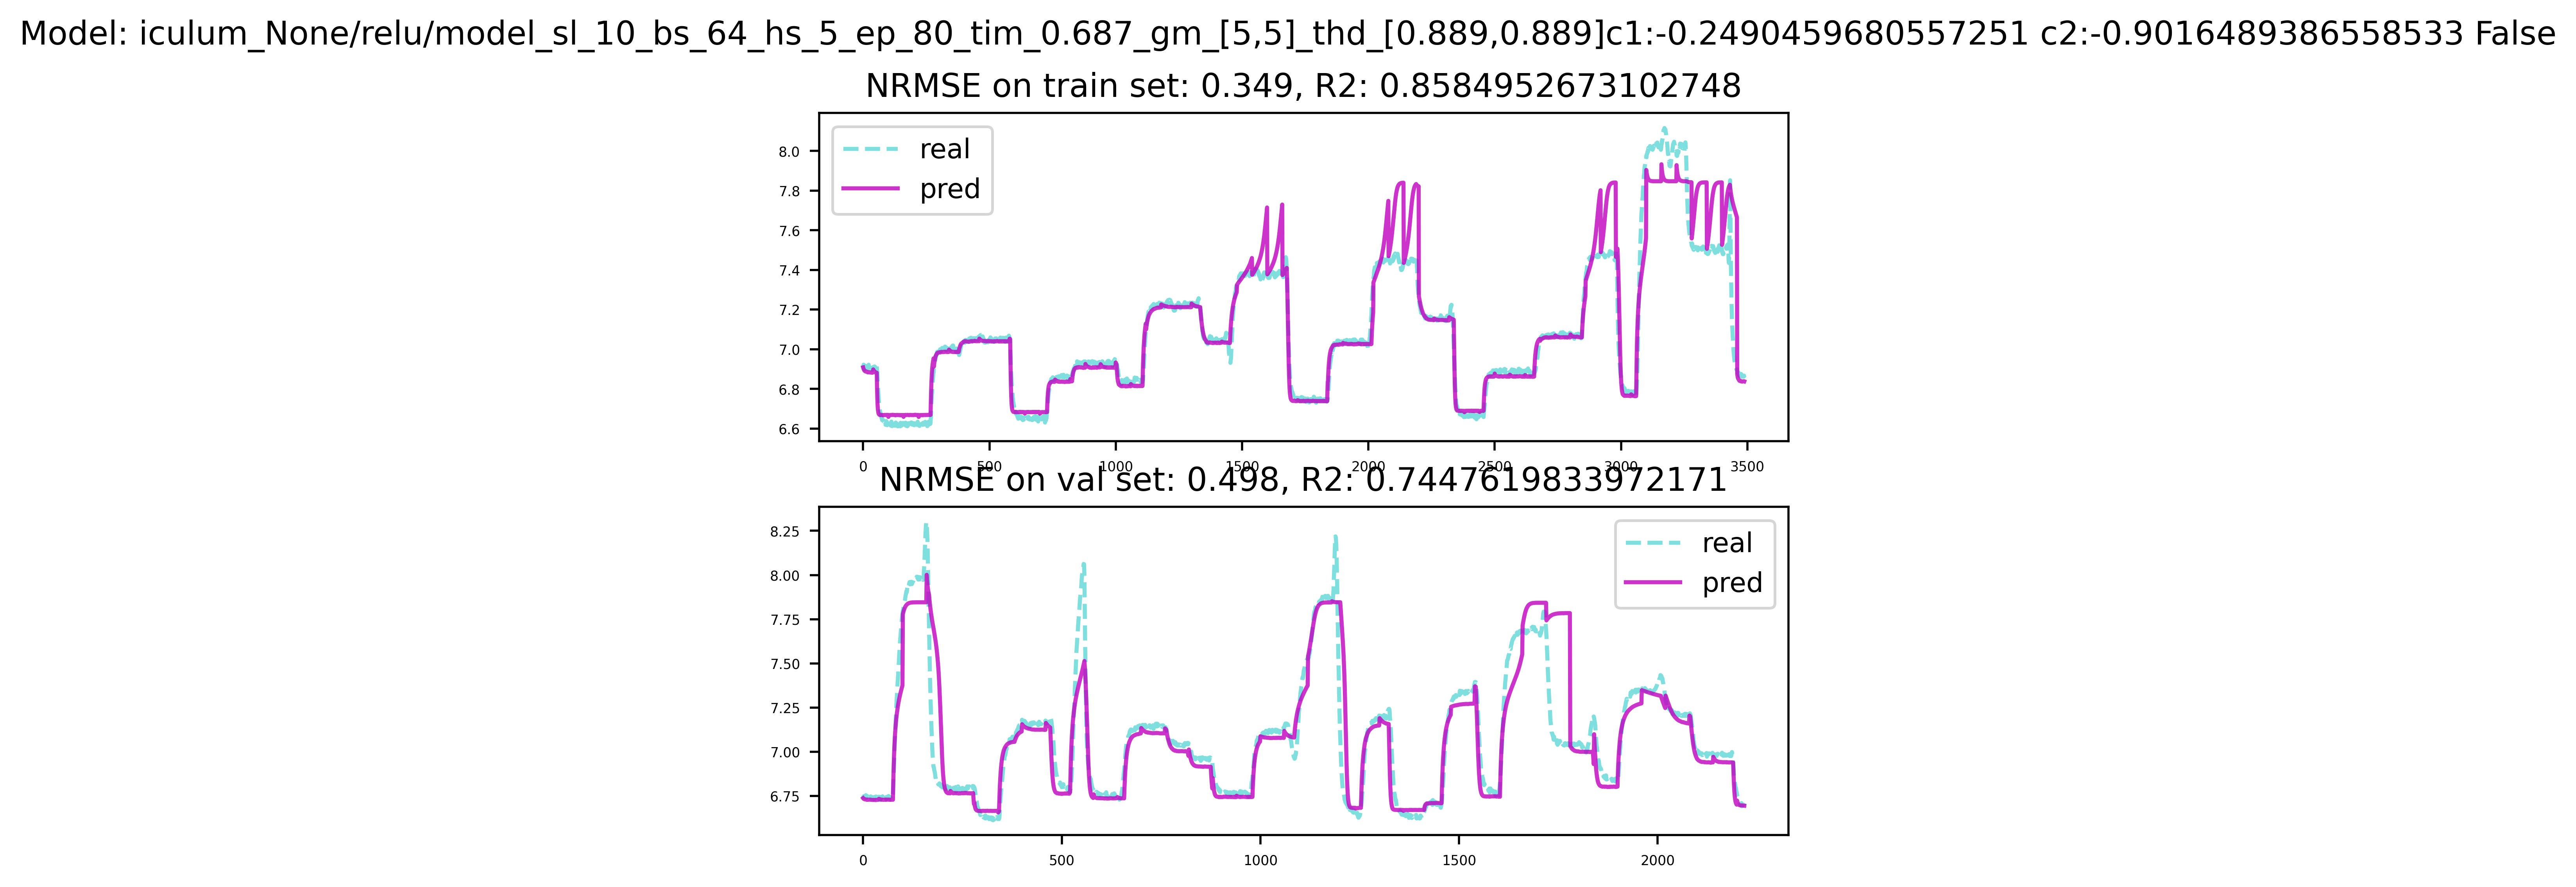 Model: iculum_None/relu/model_sl_10_bs_64_hs_5_ep_80_tim_0.687_gm_[5,5]_thd_[0.889,0.889]c1:-0.2490459680557251 c2:-0.9016489386558533 False
NRMSE on train set: 0.349, R2: 0.8584952673102748
real
pred
8.0
7.8
7.6
7.4
7.2
7.0
6.8
6.6
0 500 1000 1500 2000 2500 3000 3500
NRMSE on val set: 0.498, R2: 0.7447619833972171
real
pred
8.25
8.00
7.75
7.50
7.25
7.00
6.75
0 500 1000 1500 2000